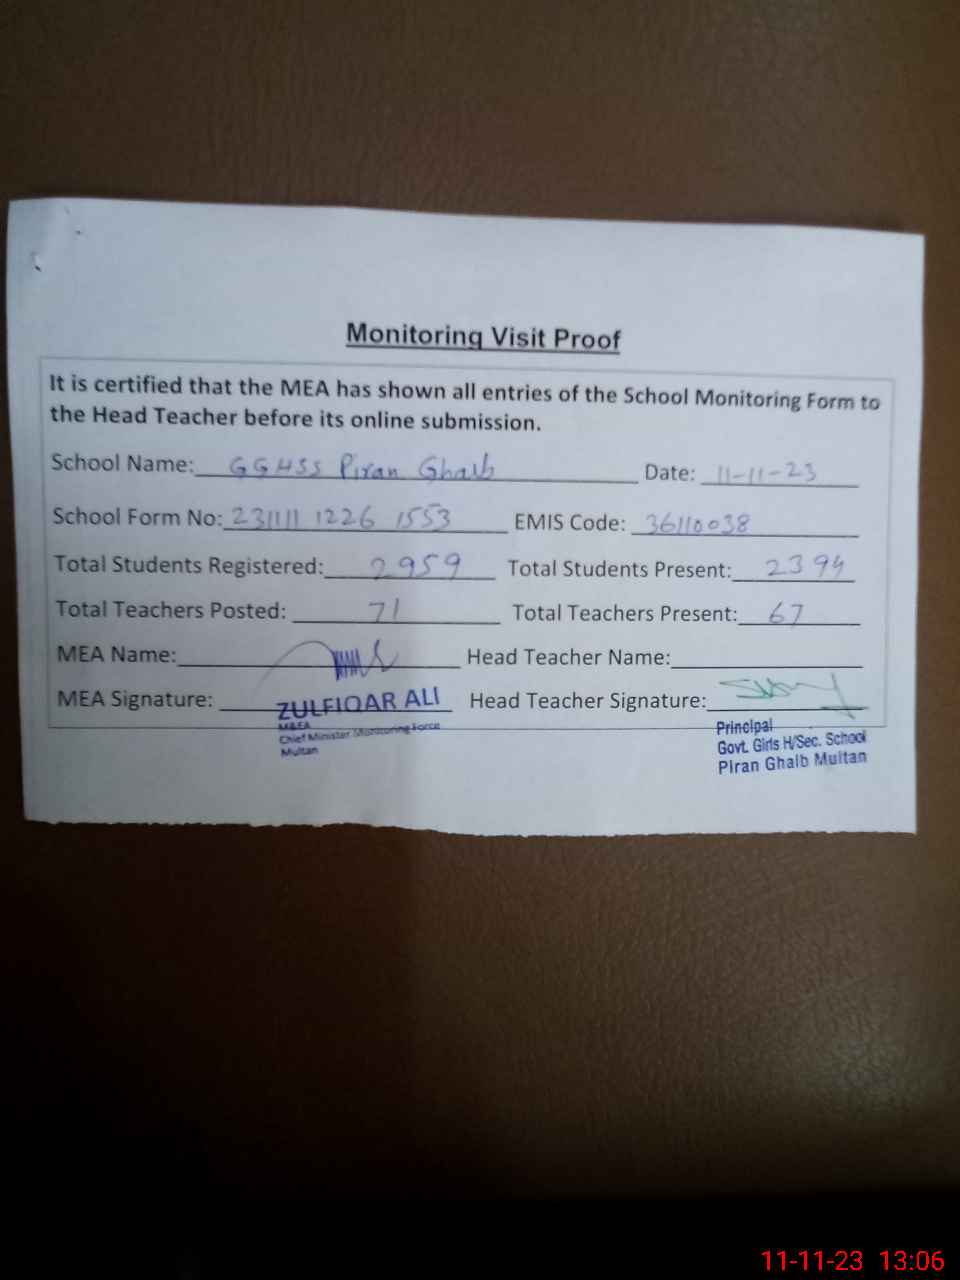 Monitoring Visit Proof
It is certified that the MEA has shown all entries of the School Monitoring Form to
the Head Teacher before its online submission.
School Name: GGHSS Piran Ghaib Date: 11-11-23
School Form No: 231111 1226 1553 EMIS Code: 36110038
Total Students Registered: 2959 Total Students Present: 2394
Total Teachers Posted: 71 Total Teachers Present: 67
MEA Name: Head Teacher Name:
MEA Signature: Head Teacher Signature:
ZULFIQAR ALI
M&EA
Chief Minister Monitoring Force
Multan
Principal
Govt. Girls H/Sec. School
Piran Ghaib Multan
11-11-23 13:06